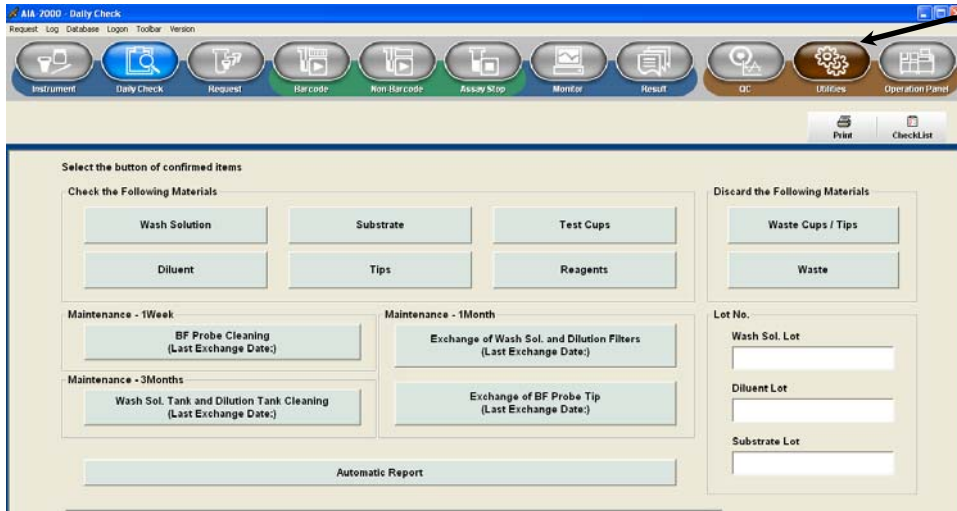 AIA-2000 - Daily Check
Request Log Database Logon Toolbar Version
Instrument Daily Check Request Barcode Non-Barcode Assay Stop Monitor Result QC Utilities Operation Panel
Print CheckList
Select the button of confirmed items
Check the Following Materials
Wash Solution Substrate Test Cups
Diluent Tips Reagents
Discard the Following Materials
Waste Cups / Tips
Waste
Maintenance - 1Week
BF Probe Cleaning
(Last Exchange Date:)
Maintenance - 3Months
Wash Sol. Tank and Dilution Tank Cleaning
(Last Exchange Date:)
Maintenance - 1Month
Exchange of Wash Sol. and Dilution Filters
(Last Exchange Date:)
Exchange of BF Probe Tip
(Last Exchange Date:)
Lot No.
Wash Sol. Lot
Diluent Lot
Substrate Lot
Automatic Report